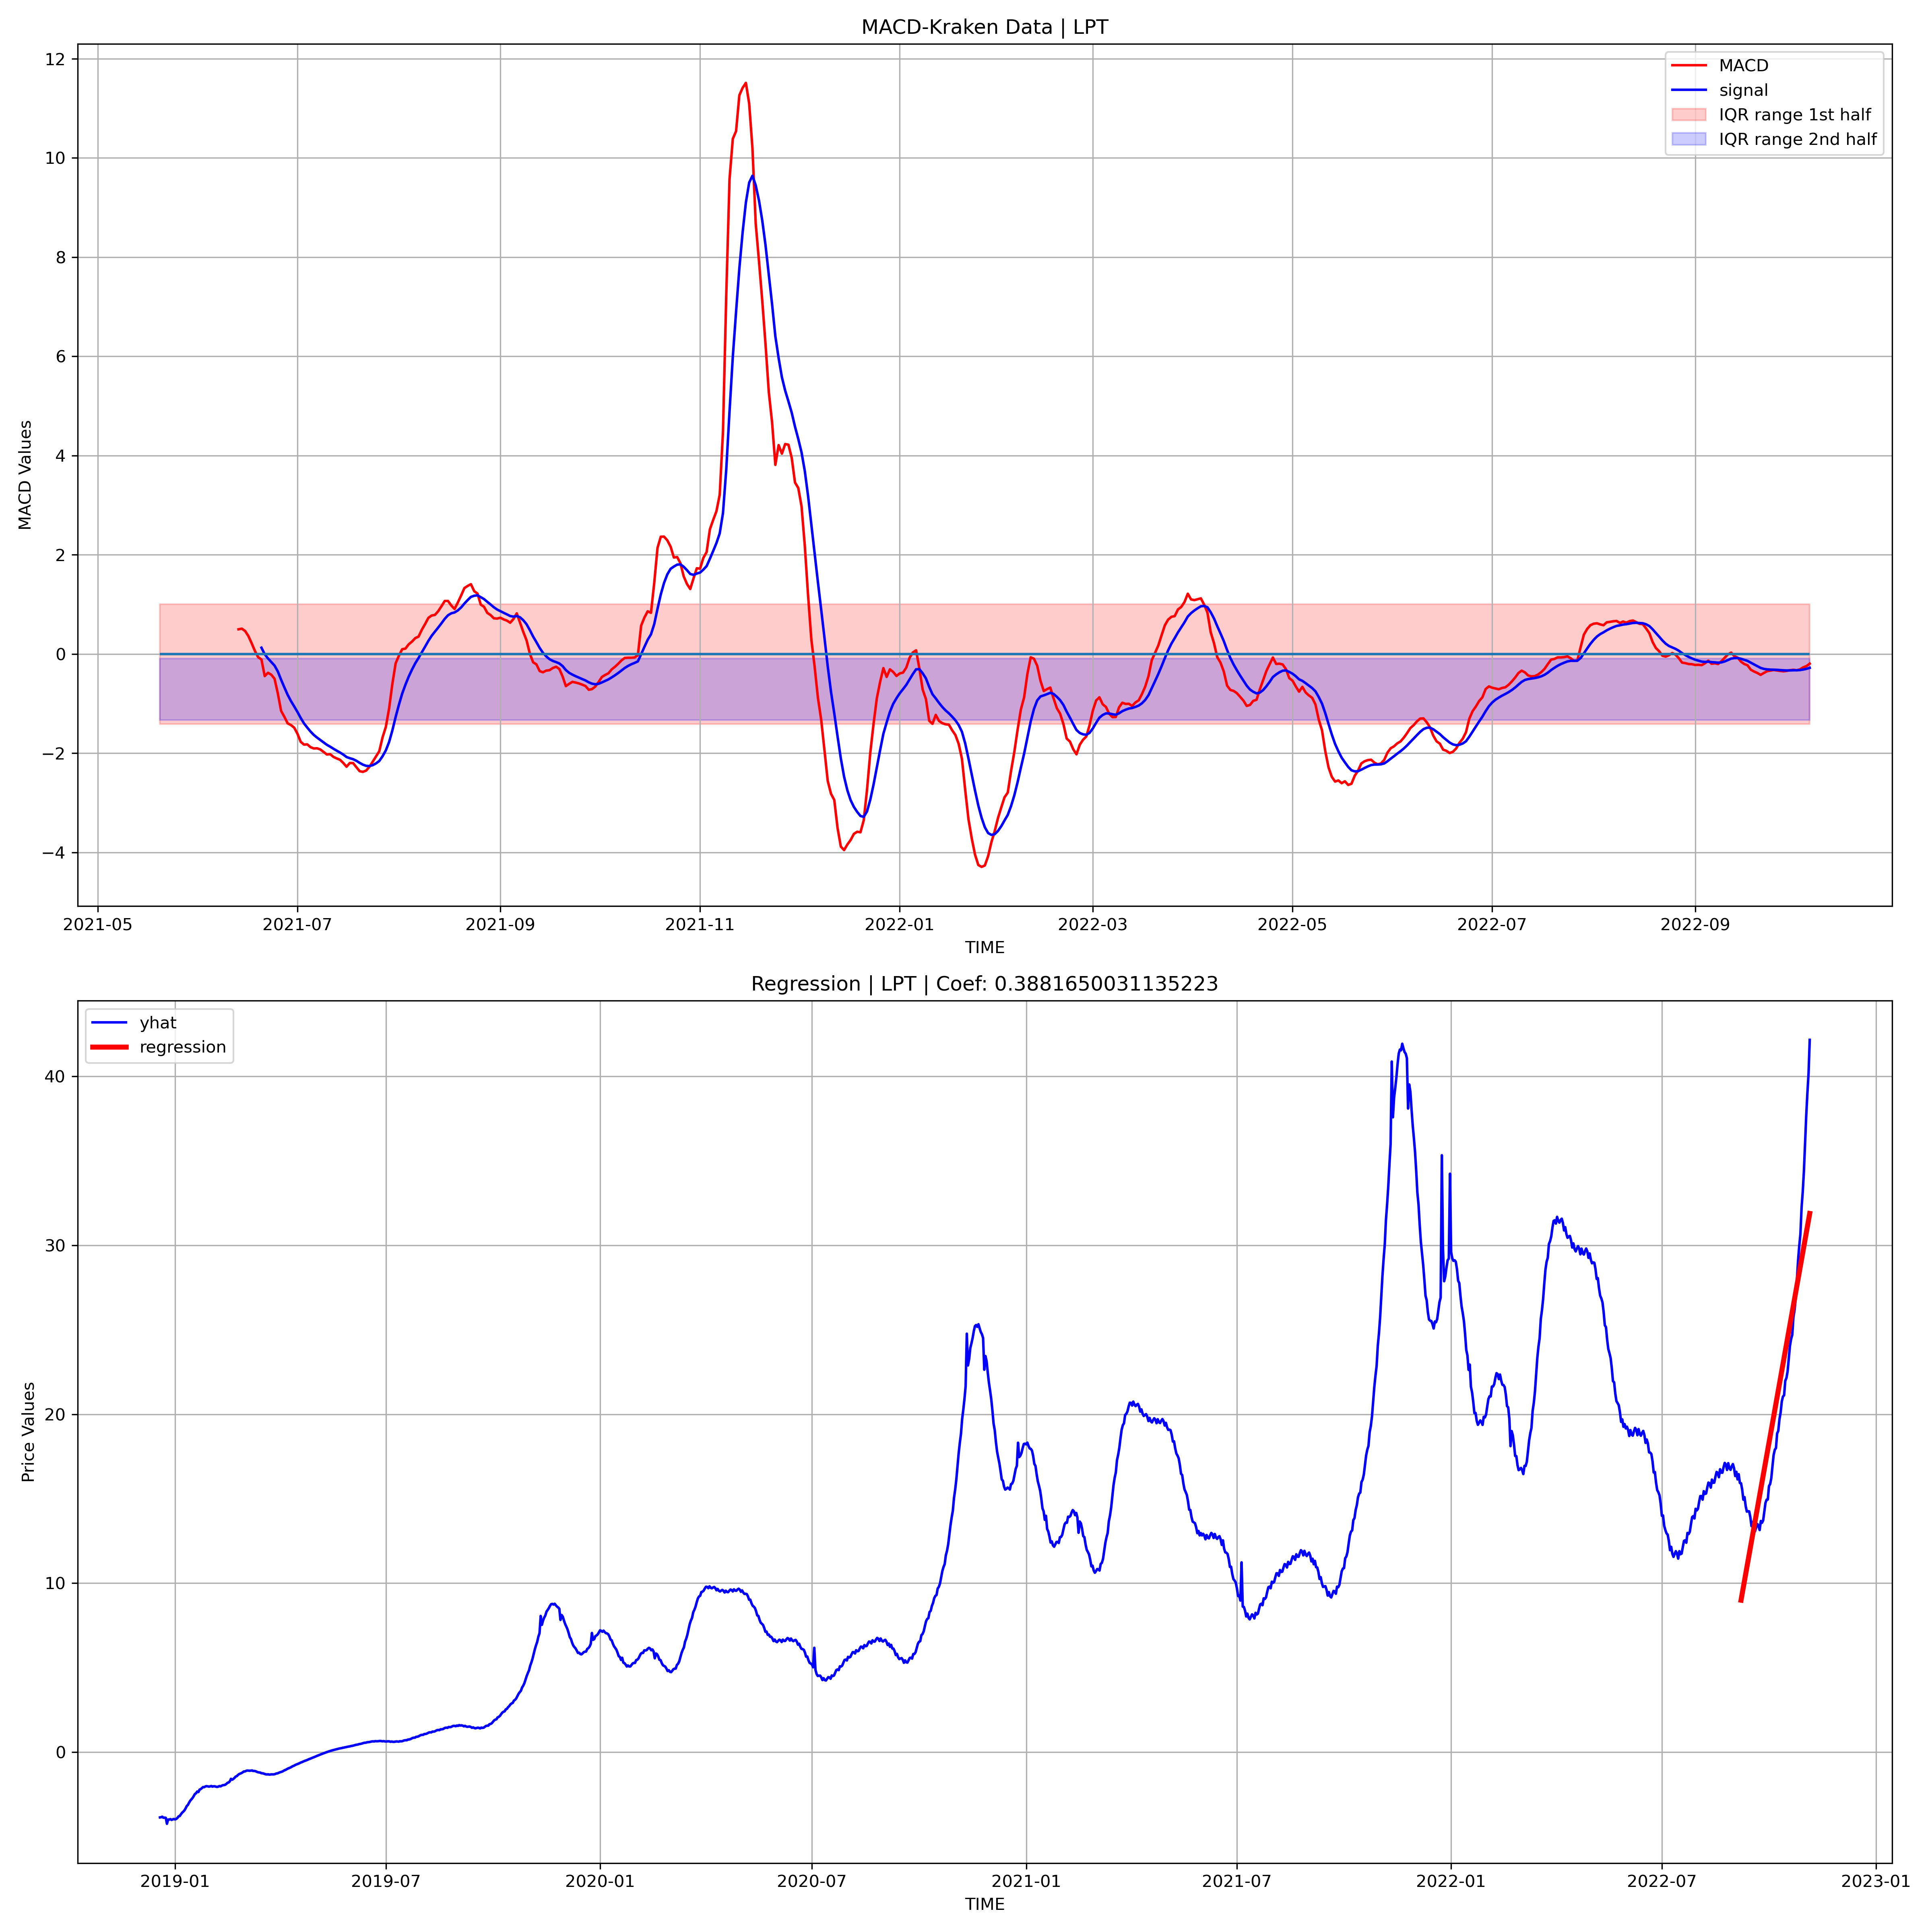 MACD-Kraken Data | LPT
MACD
signal
IQR range 1st half
IQR range 2nd half
MACD Values
12
10
8
6
4
2
0
−2
−4
2021-05
2021-07
2021-09
2021-11
2022-01
2022-03
2022-05
2022-07
2022-09
TIME
Regression | LPT | Coef: 0.3881650031135223
yhat
regression
Price Values
40
30
20
10
0
2019-01
2019-07
2020-01
2020-07
2021-01
2021-07
2022-01
2022-07
2023-01
TIME